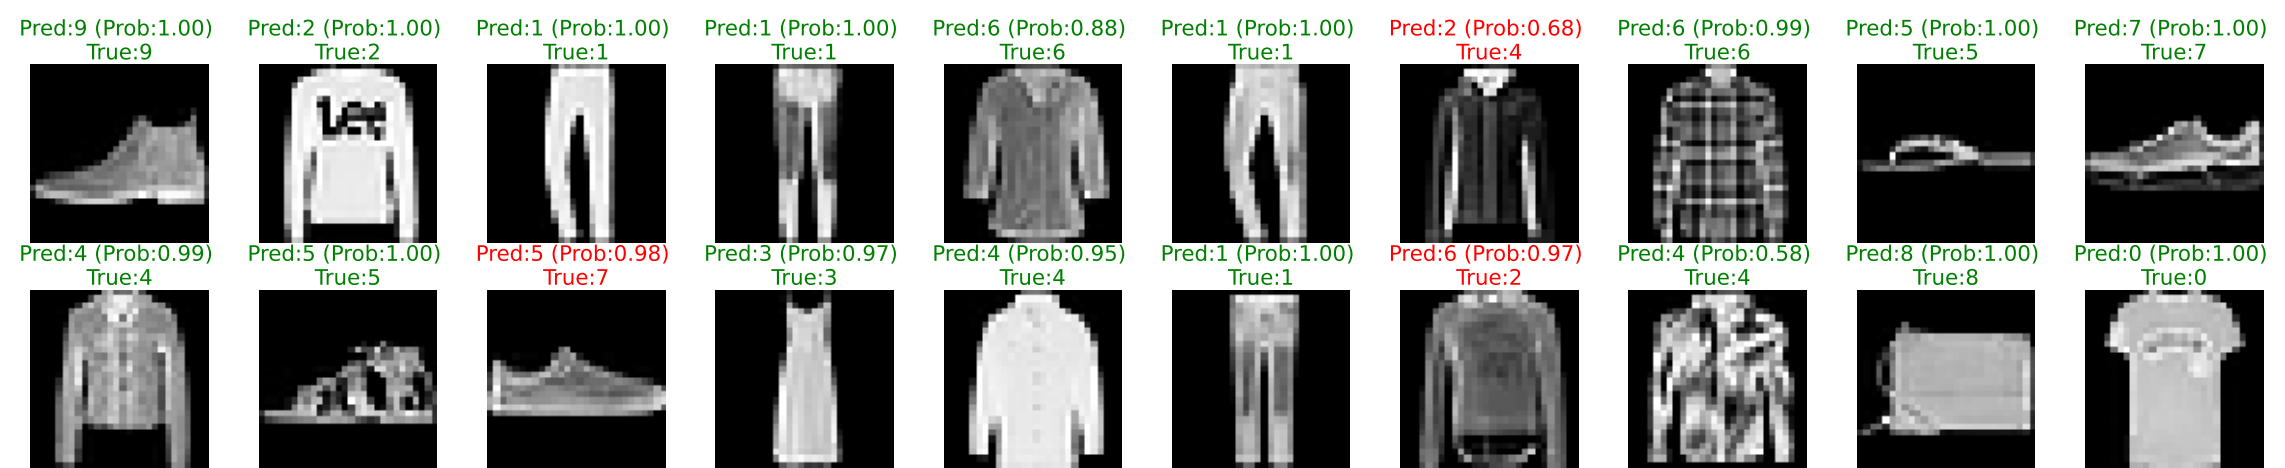 Pred:9 (Prob:1.00) Pred:2 (Prob:1.00) Pred:1 (Prob:1.00) Pred:1 (Prob:1.00) Pred:6 (Prob:0.88) Pred:1 (Prob:1.00) Pred:2 (Prob:0.68) Pred:6 (Prob:0.99) Pred:5 (Prob:1.00) Pred:7 (Prob:1.00)
True:9 True:2 True:1 True:1 True:6 True:1 True:4 True:6 True:5 True:7
Lee
Pred:4 (Prob:0.99) Pred:5 (Prob:1.00) Pred:5 (Prob:0.98) Pred:3 (Prob:0.97) Pred:4 (Prob:0.95) Pred:1 (Prob:1.00) Pred:6 (Prob:0.97) Pred:4 (Prob:0.58) Pred:8 (Prob:1.00) Pred:0 (Prob:1.00)
True:4 True:5 True:7 True:3 True:4 True:1 True:2 True:4 True:8 True:0